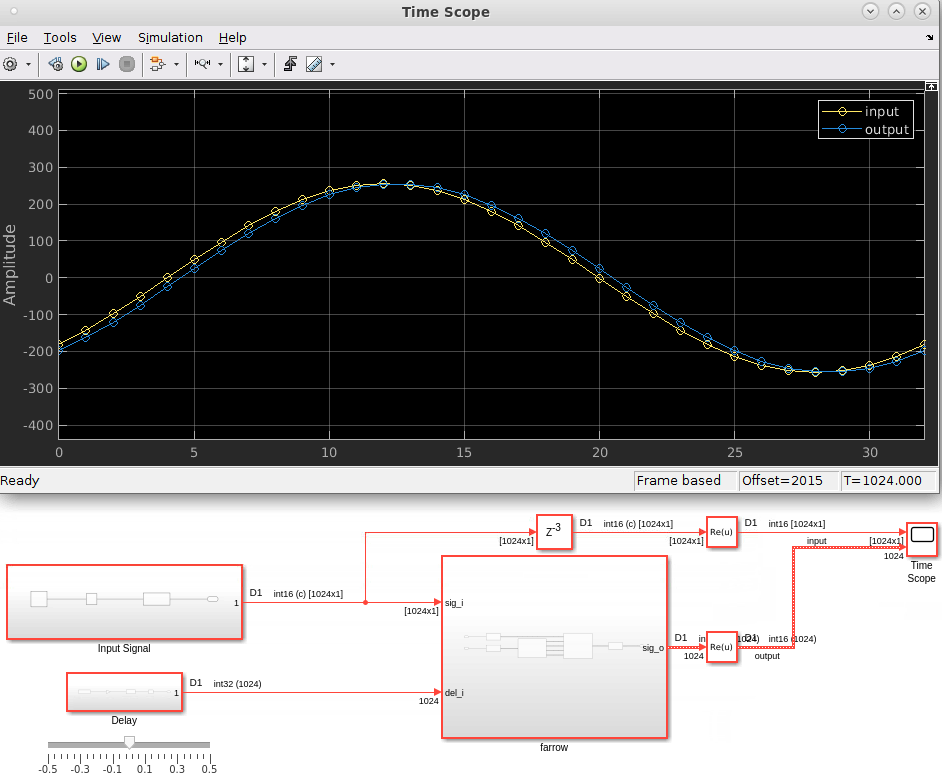 Time Scope
File Tools View Simulation Help
500
400
300
200
100
0
-100
-200
-300
-400
Amplitude
input
output
0 5 10 15 20 25 30
Ready
Frame based
Offset=2015
T=1024.000
Z-3
D1 int16 (c) [1024x1]
[1024x1]
[1024x1]
Re(u)
D1 int16 [1024x1]
input
[1024x1]
1024
Time
Scope
1
D1 int16 (c) [1024x1]
Input Signal
[1024x1]
sig_i
sig_o
D1
1024
Re(u)
D1 int16 (1024)
output
1
D1 int32 (1024)
Delay
1024
del_i
farrow
-0.5 -0.3 -0.1 0.1 0.3 0.5